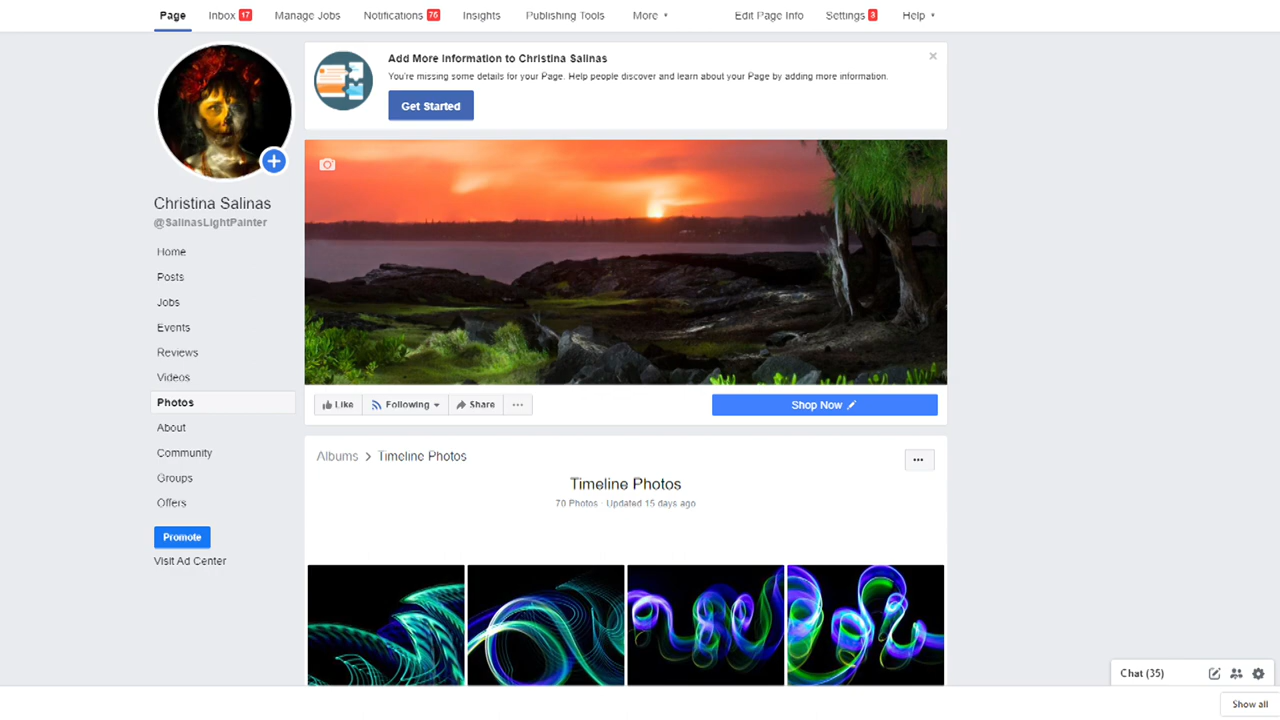 Page
Inbox 17
Manage Jobs
Notifications 76
Insights
Publishing Tools
More
Edit Page Info
Settings 3
Help
Add More Information to Christina Salinas
You're missing some details for your Page. Help people discover and learn about your Page by adding more information.
Get Started
Christina Salinas
@SalinasLightPainter
Home
Posts
Jobs
Events
Reviews
Videos
Photos
About
Community
Groups
Offers
Promote
Visit Ad Center
Like
Following
Share
Shop Now
Albums > Timeline Photos
Timeline Photos
70 Photos · Updated 15 days ago
Chat (35)
Show all